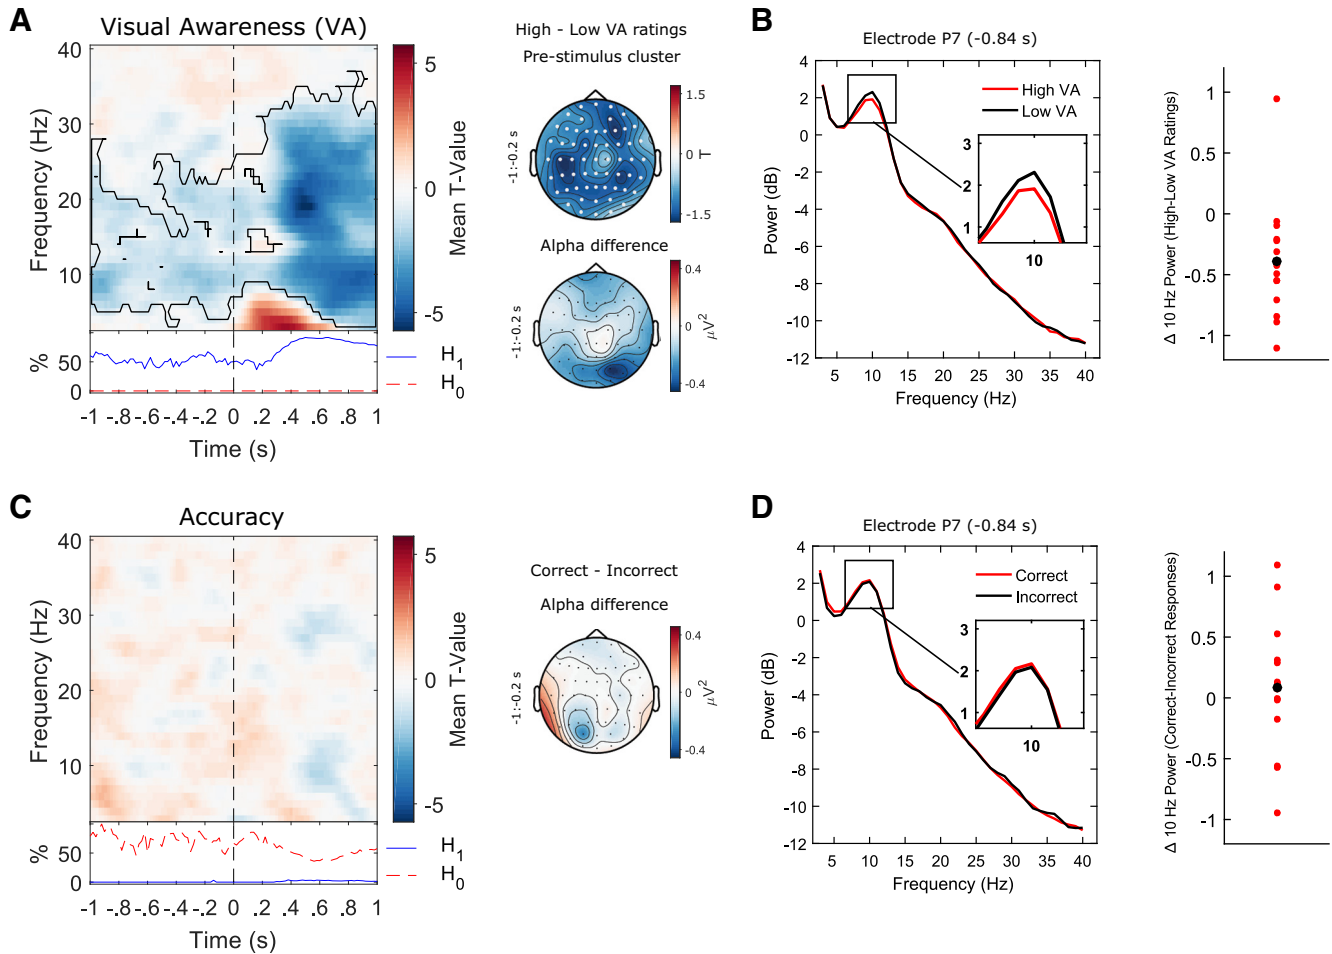 A
Visual Awareness (VA)
40
30
20
10
Frequency (Hz)
5
0
-5
Mean T-Value
%
50
0
H1
H0
-1 -.8 -.6 -.4 -.2 0 .2 .4 .6 .8 1
Time (s)
High - Low VA ratings
Pre-stimulus cluster
-1:-0.2 s
1.5
0
-1.5
T
Alpha difference
-1:-0.2 s
0.4
0
-0.4
μV2
B
Electrode P7 (-0.84 s)
4
2
0
-2
-4
-6
-8
-10
-12
Power (dB)
High VA
Low VA
3
2
1
10
5 10 15 20 25 30 35 40
Frequency (Hz)
Δ 10 Hz Power (High-Low VA Ratings)
1
0.5
0
-0.5
-1
C
Accuracy
40
30
20
10
Frequency (Hz)
5
0
-5
Mean T-Value
%
50
0
H1
H0
-1 -.8 -.6 -.4 -.2 0 .2 .4 .6 .8 1
Time (s)
Correct - Incorrect
Alpha difference
-1:-0.2 s
0.4
0
-0.4
μV2
D
Electrode P7 (-0.84 s)
4
2
0
-2
-4
-6
-8
-10
-12
Power (dB)
Correct
Incorrect
3
2
1
10
5 10 15 20 25 30 35 40
Frequency (Hz)
Δ 10 Hz Power (Correct-Incorrect Responses)
1
0.5
0
-0.5
-1